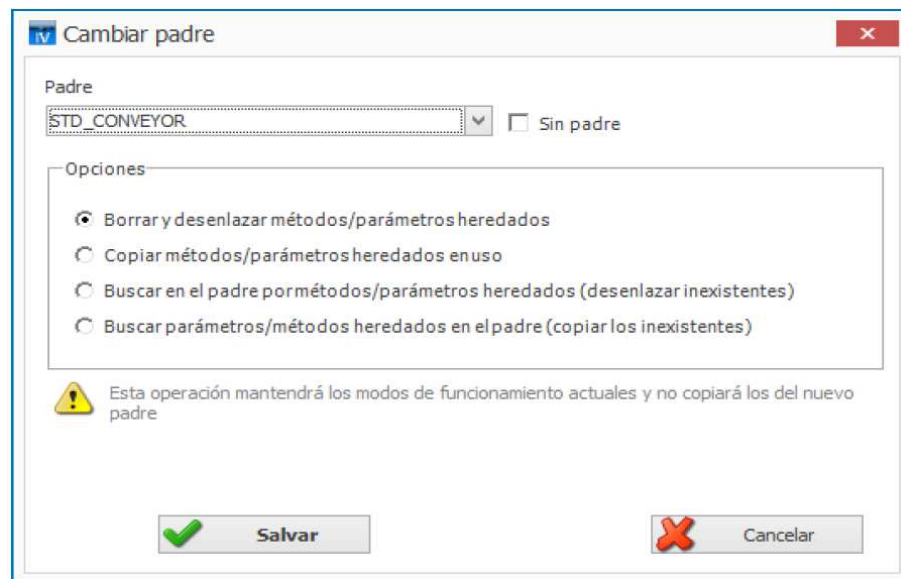 iV Cambiar padre
Padre
STD_CONVEYOR
Sin padre
Opciones
Borrar y desenlazar métodos/parámetros heredados
Copiar métodos/parámetros heredados en uso
Buscar en el padre por métodos/parámetros heredados (desenlazar inexistentes)
Buscar parámetros/métodos heredados en el padre (copiar los inexistentes)
Esta operación mantendrá los modos de funcionamiento actuales y no copiará los del nuevo
padre
Salvar
Cancelar